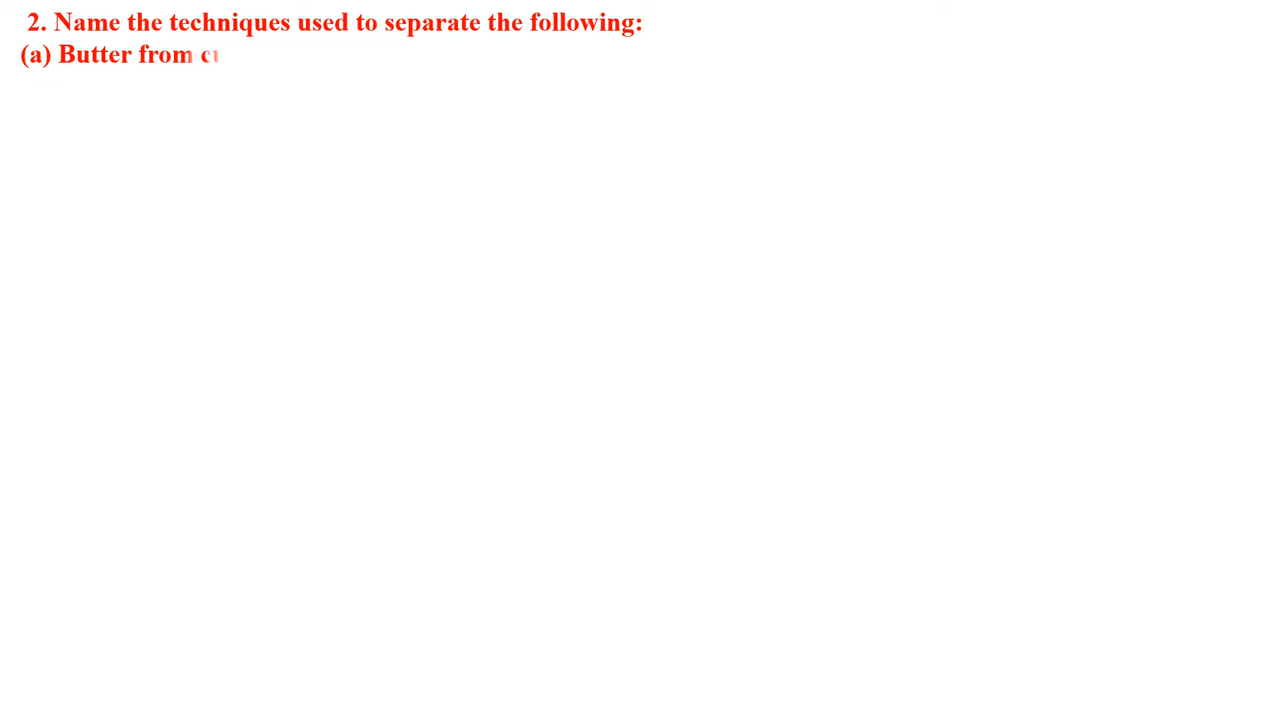 2. Name the techniques used to separate the following:
(a) Butter from